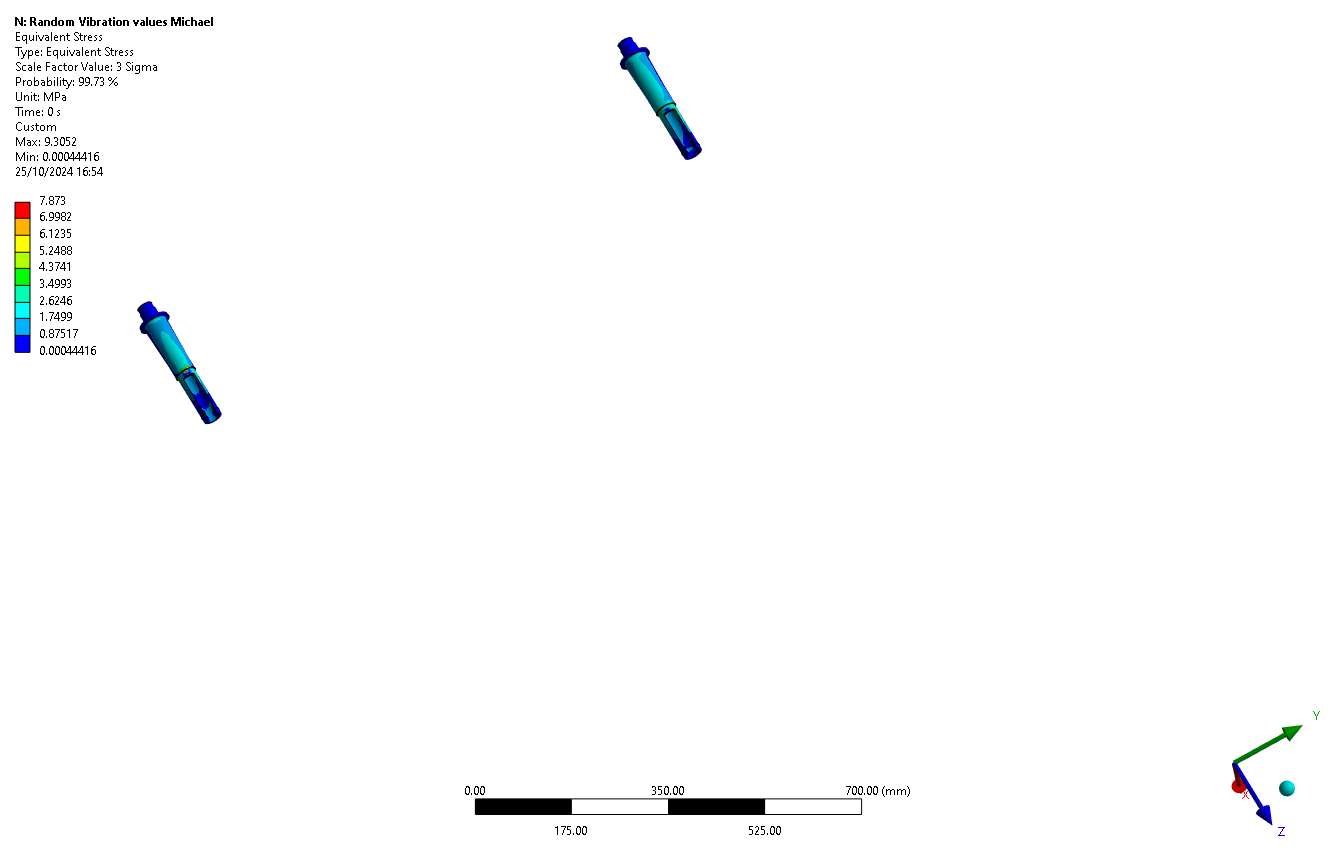 N: Random Vibration values Michael
Equivalent Stress
Type: Equivalent Stress
Scale Factor Value: 3 Sigma
Probability: 99.73 %
Unit: MPa
Time: 0 s
Custom
Max: 9.3052
Min: 0.00044416
25/10/2024 16:54
7.873
6.9982
6.1235
5.2488
4.3741
3.4993
2.6246
1.7499
0.87517
0.00044416
0.00 350.00 700.00 (mm)
175.00 525.00
Y
X
Z